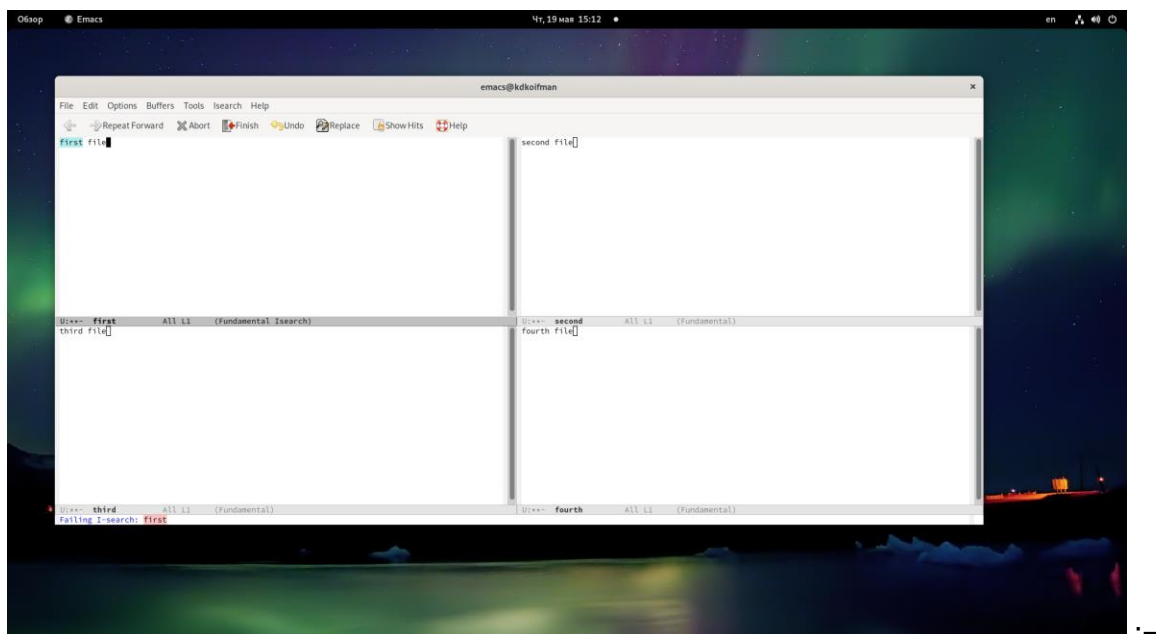 Обзор Emacs Чт, 19 мая 15:12 en
emacs@kdkoifman ×
File Edit Options Buffers Tools Isearch Help
Repeat Forward Abort Finish Undo Replace Show Hits Help
first file
second file
U:**- first All L1 (Fundamental Isearch)
U:**- second All L1 (Fundamental)
third file
fourth file
U:**- third All L1 (Fundamental)
U:**- fourth All L1 (Fundamental)
Failing I-search: first